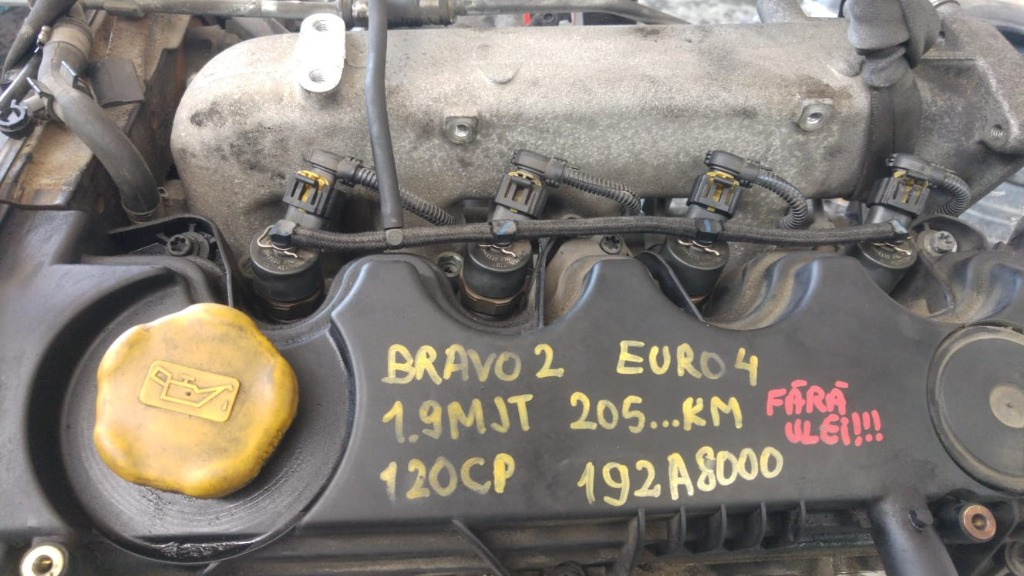 BRAVO 2 EURO 4
1.9MJT 205...KM
FĂRĂ
ULEI!!!
120CP 192A8000